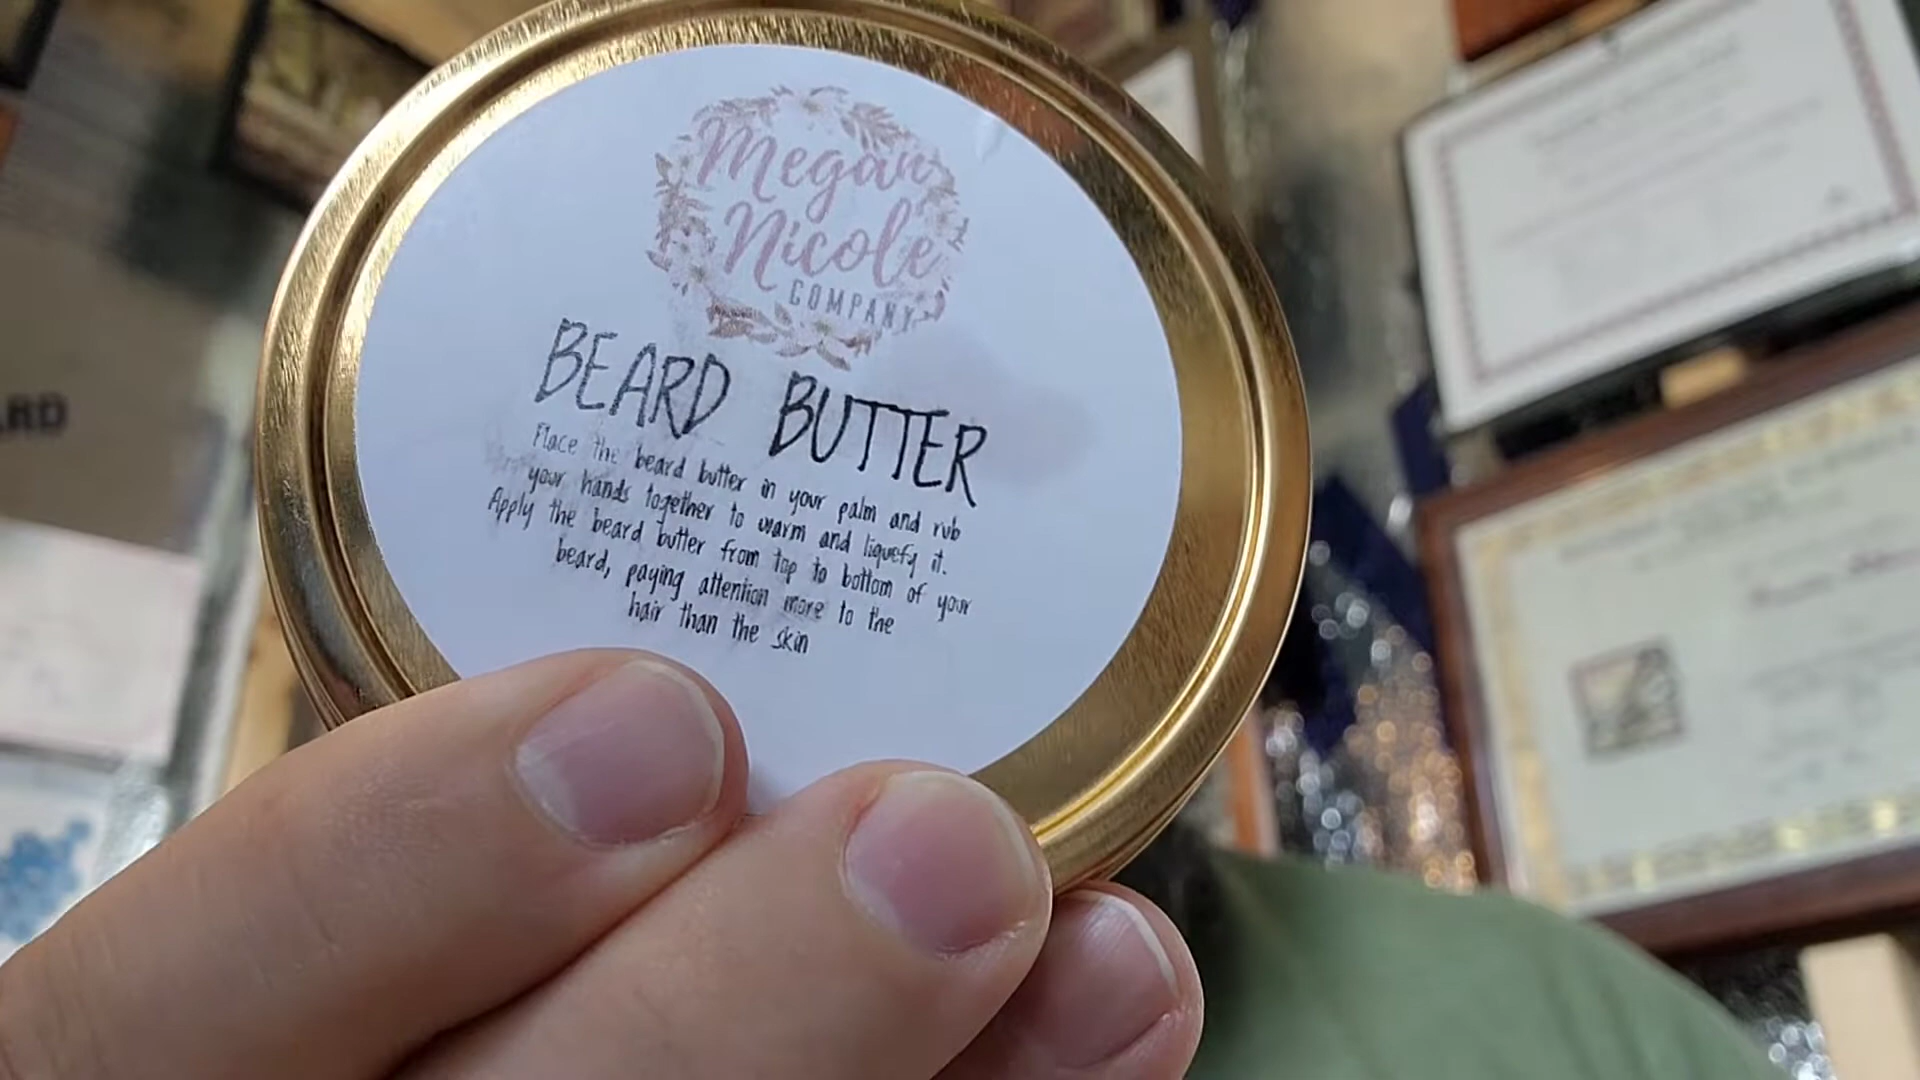 Megan
Nicole
COMPANY
BEARD BUTTER
Place the beard butter in your palm and rub
your hands together to warm and liquefy it.
Apply the beard butter from top to bottom of your
beard, paying attention more to the
hair than the skin
ARD